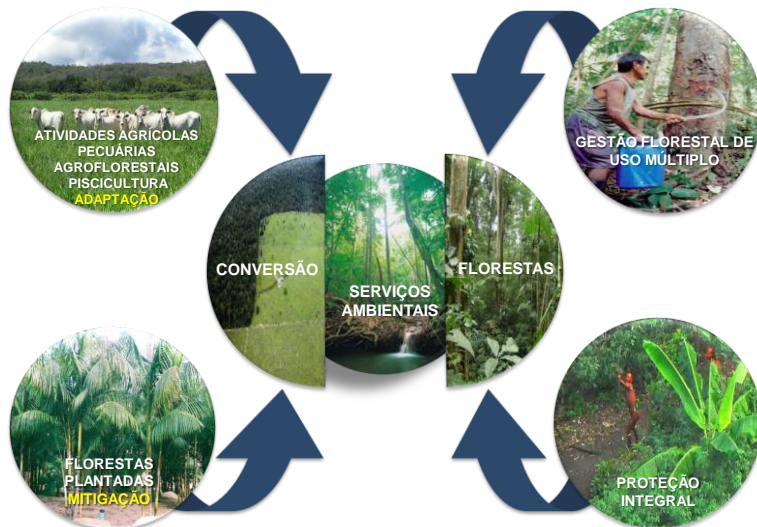 ATIVIDADES AGRÍCOLAS
PECUÁRIAS
AGROFLORESTAIS
PISCICULTURA
ADAPTAÇÃO
GESTÃO FLORESTAL DE
USO MÚLTIPLO
CONVERSÃO
SERVIÇOS
AMBIENTAIS
FLORESTAS
FLORESTAS
PLANTADAS
MITIGAÇÃO
PROTEÇÃO
INTEGRAL